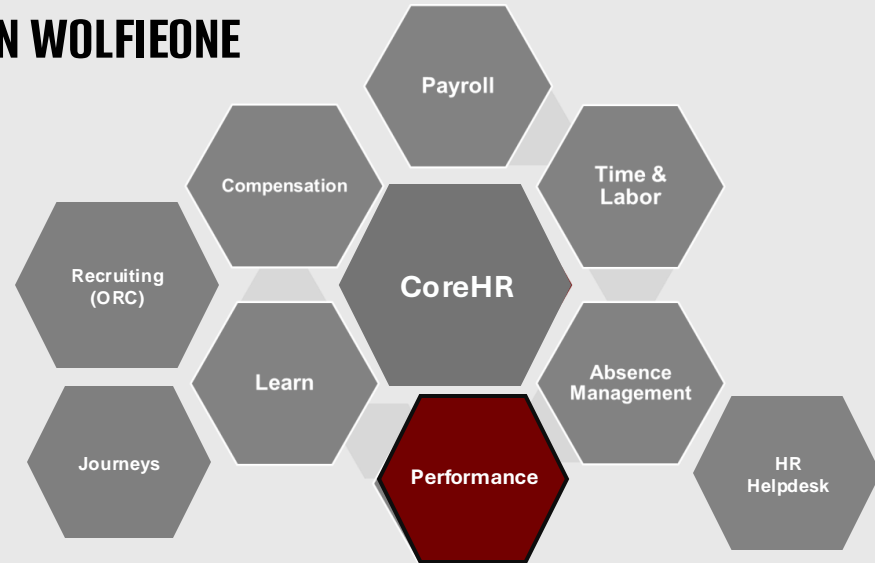 N WOLFIEONE
Payroll
Compensation
Time &
Labor
Recruiting
(ORC)
CoreHR
Learn
Absence
Management
Journeys
Performance
HR
Helpdesk